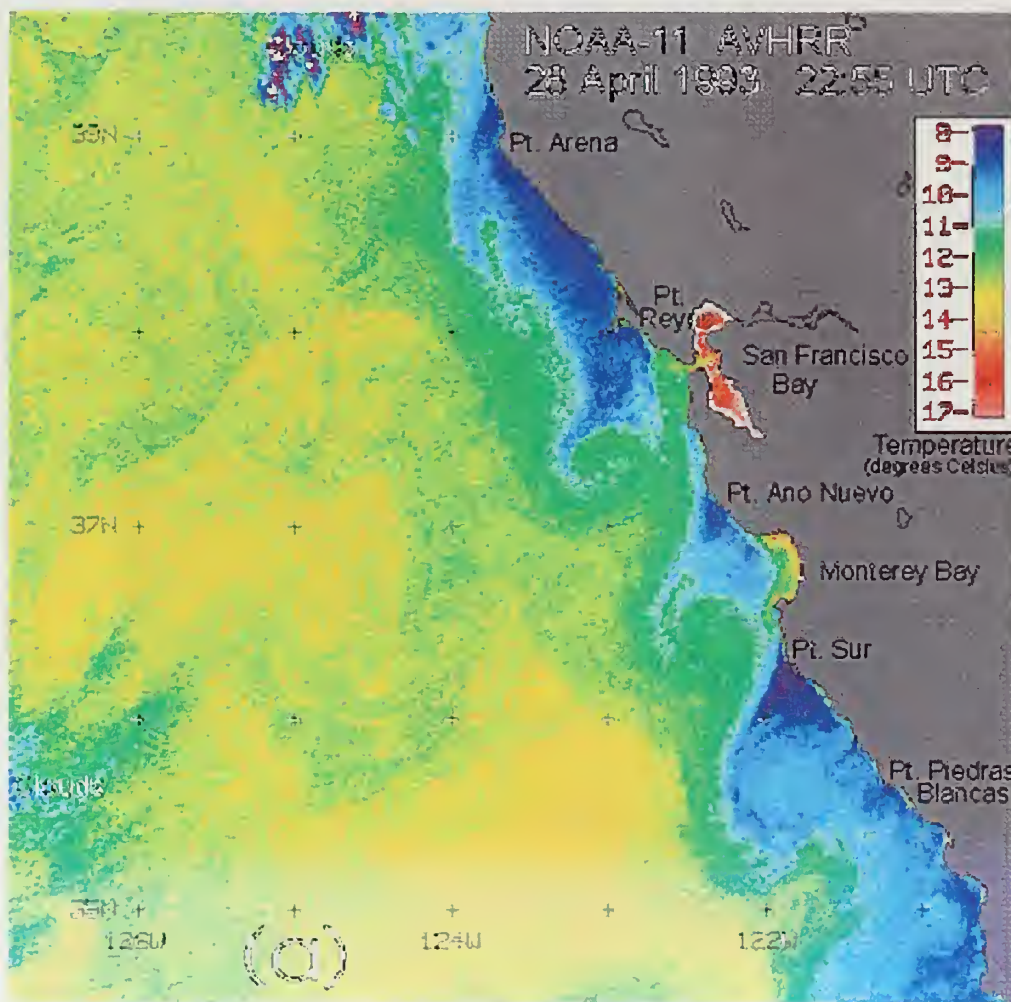 NOAA-11 AVHRR
28 April 1993 22:55 UTC
39N
Pt. Arena
8
9
10
11
12
13
14
15
16
17
Pt.
Reyes
San Francisco
Bay
Temperature
(degrees Celsius)
Pt. Ano Nuevo
37N
Monterey Bay
Pt. Sur
Pt. Piedras
Blancas
Clouds
35N
126W
124W
122W
(a)